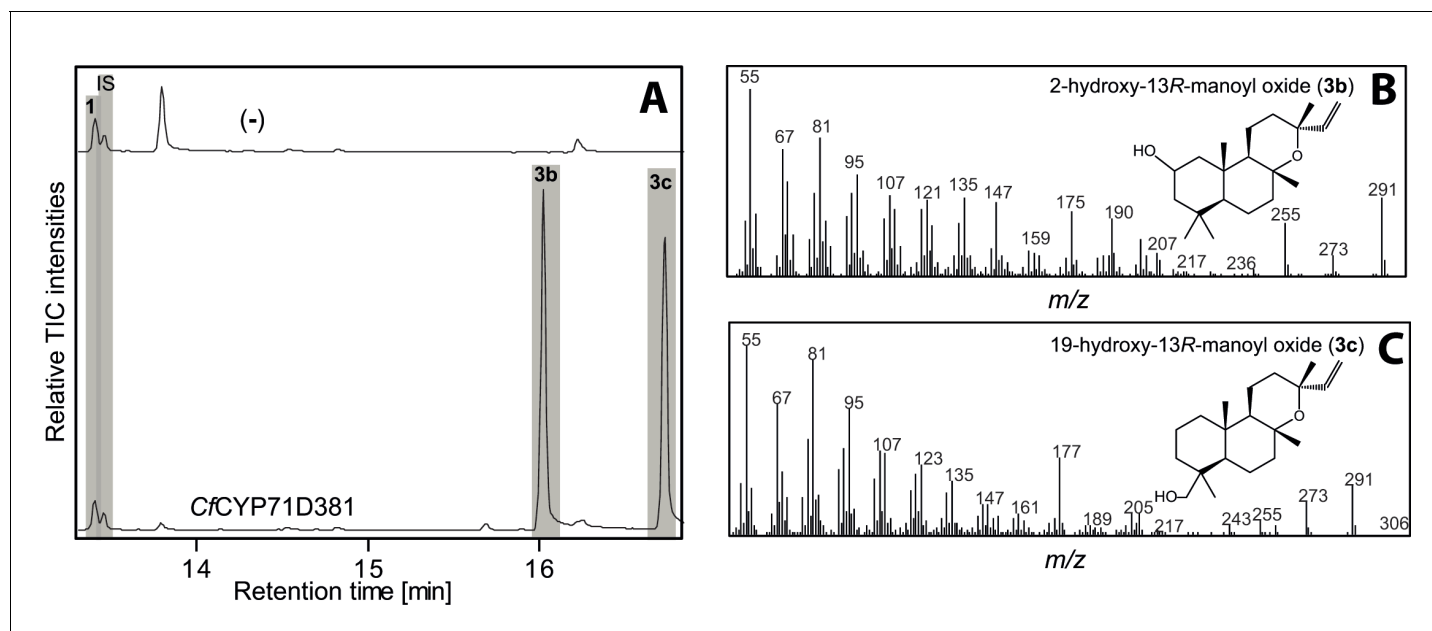 IS
1
A
(-)
3b
3c
Relative TIC intensities
CfCYP71D381
14 15 16
Retention time [min]
55
2-hydroxy-13R-manoyl oxide (3b)
B
67
81
95
107
121
135
147
159
175
190
207
217
236
255
273
291
HO
O
m/z
55
19-hydroxy-13R-manoyl oxide (3c)
C
67
81
95
107
123
135
147
161
177
189
205
217
243
255
273
291
306
O
HO
m/z